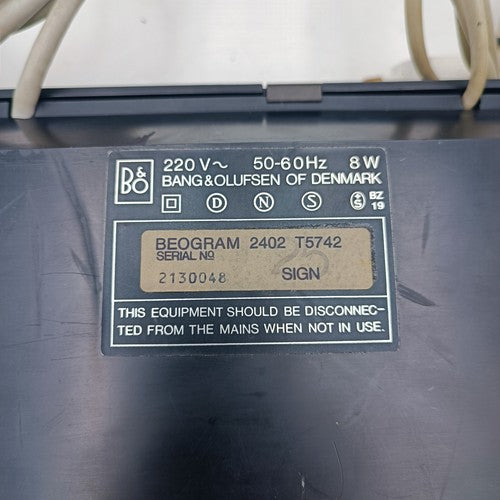 B&O
220 V~ 50-60Hz 8W
BANG&OLUFSEN OF DENMARK
D N S S BZ 19
BEOGRAM 2402 T5742
SERIAL Nº
2130048 SIGN
THIS EQUIPMENT SHOULD BE DISCONNEC-
TED FROM THE MAINS WHEN NOT IN USE.